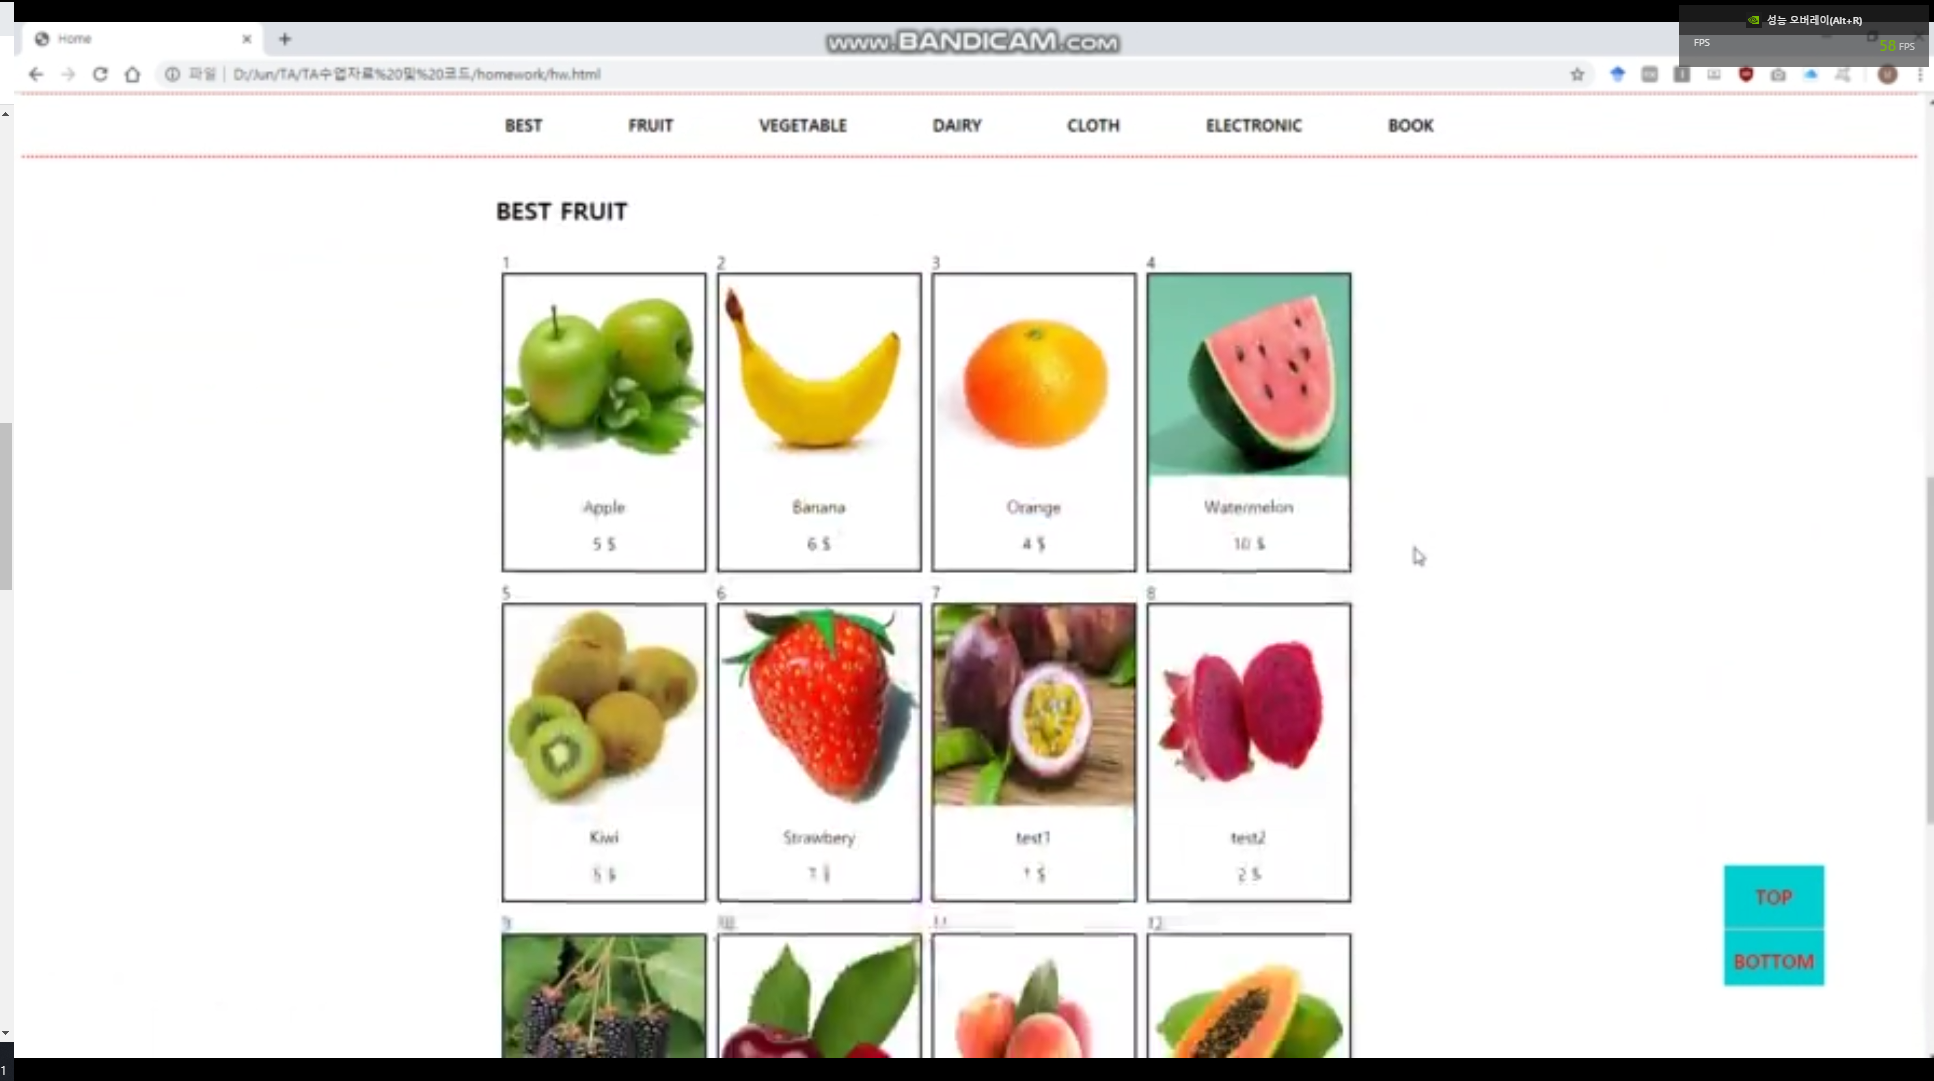 성능 오버레이(Alt+R)
FPS
58 FPS
Home
www.BANDICAM.com
파일 | D:/Jun/TA/TA수업자료%20및%20코드/homework/hw.html
BEST FRUIT VEGETABLE DAIRY CLOTH ELECTRONIC BOOK
BEST FRUIT
1 2 3 4
Apple Banana Orange Watermelon
5 $ 6 $ 4 $ 10 $
5 6 7 8
Kiwi Strawbery test1 test2
5 $ 1 $ 2 $
9 10 11 12
TOP
BOTTOM
1